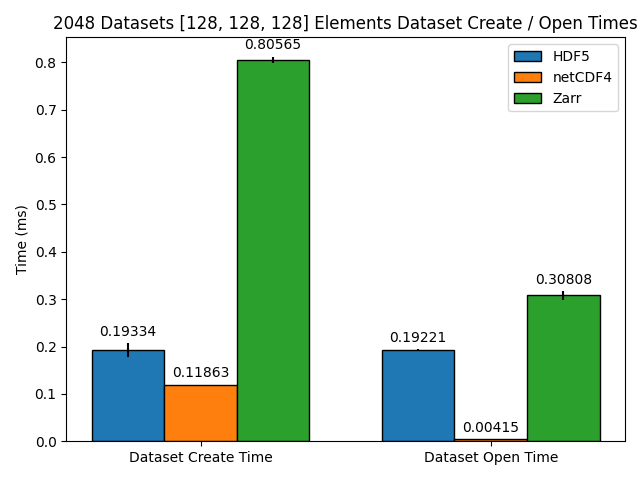 2048 Datasets [128, 128, 128] Elements Dataset Create / Open Times
0.80565
HDF5
netCDF4
Zarr
0.8
0.7
0.6
0.5
0.4
0.3
0.2
0.1
0.0
Time (ms)
0.19334
0.11863
0.19221
0.00415
0.30808
Dataset Create Time
Dataset Open Time